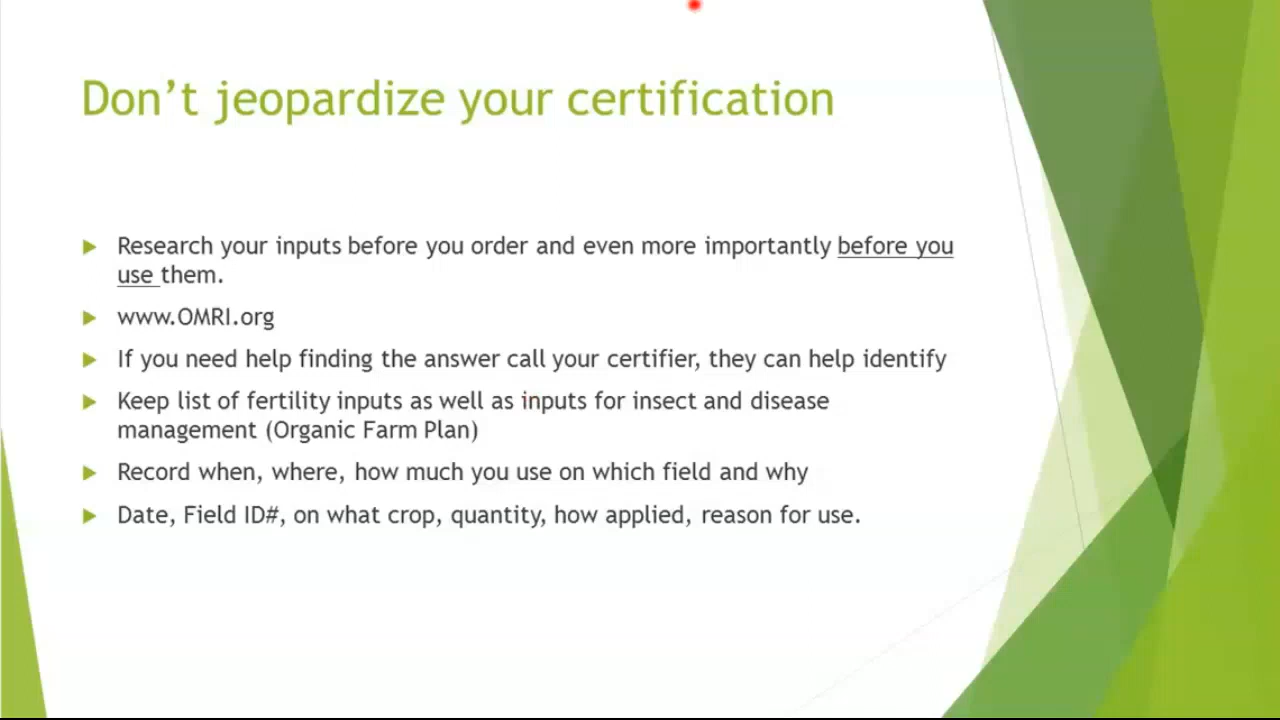 Don't jeopardize your certification
Research your inputs before you order and even more importantly before you
use them.
www.OMRI.org
If you need help finding the answer call your certifier, they can help identify
Keep list of fertility inputs as well as inputs for insect and disease
management (Organic Farm Plan)
Record when, where, how much you use on which field and why
Date, Field ID#, on what crop, quantity, how applied, reason for use.